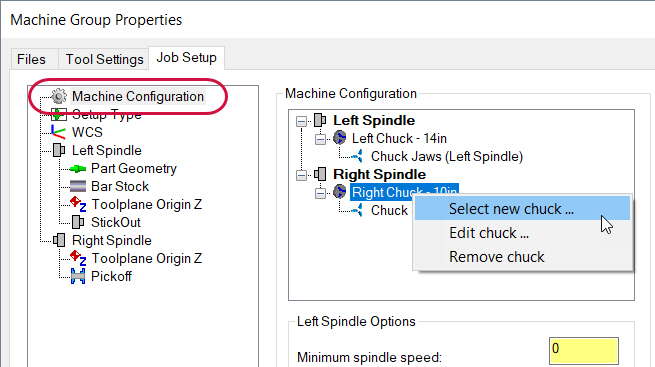 Machine Group Properties
Files
Tool Settings
Job Setup
Machine Configuration
Setup Type
WCS
Left Spindle
Part Geometry
Bar Stock
Toolplane Origin Z
StickOut
Right Spindle
Toolplane Origin Z
Pickoff
Machine Configuration
Left Spindle
Left Chuck - 14in
Chuck Jaws (Left Spindle)
Right Spindle
Right Chuck - 10in
Chuck
Select new chuck ...
Edit chuck ...
Remove chuck
Left Spindle Options
Minimum spindle speed:
0